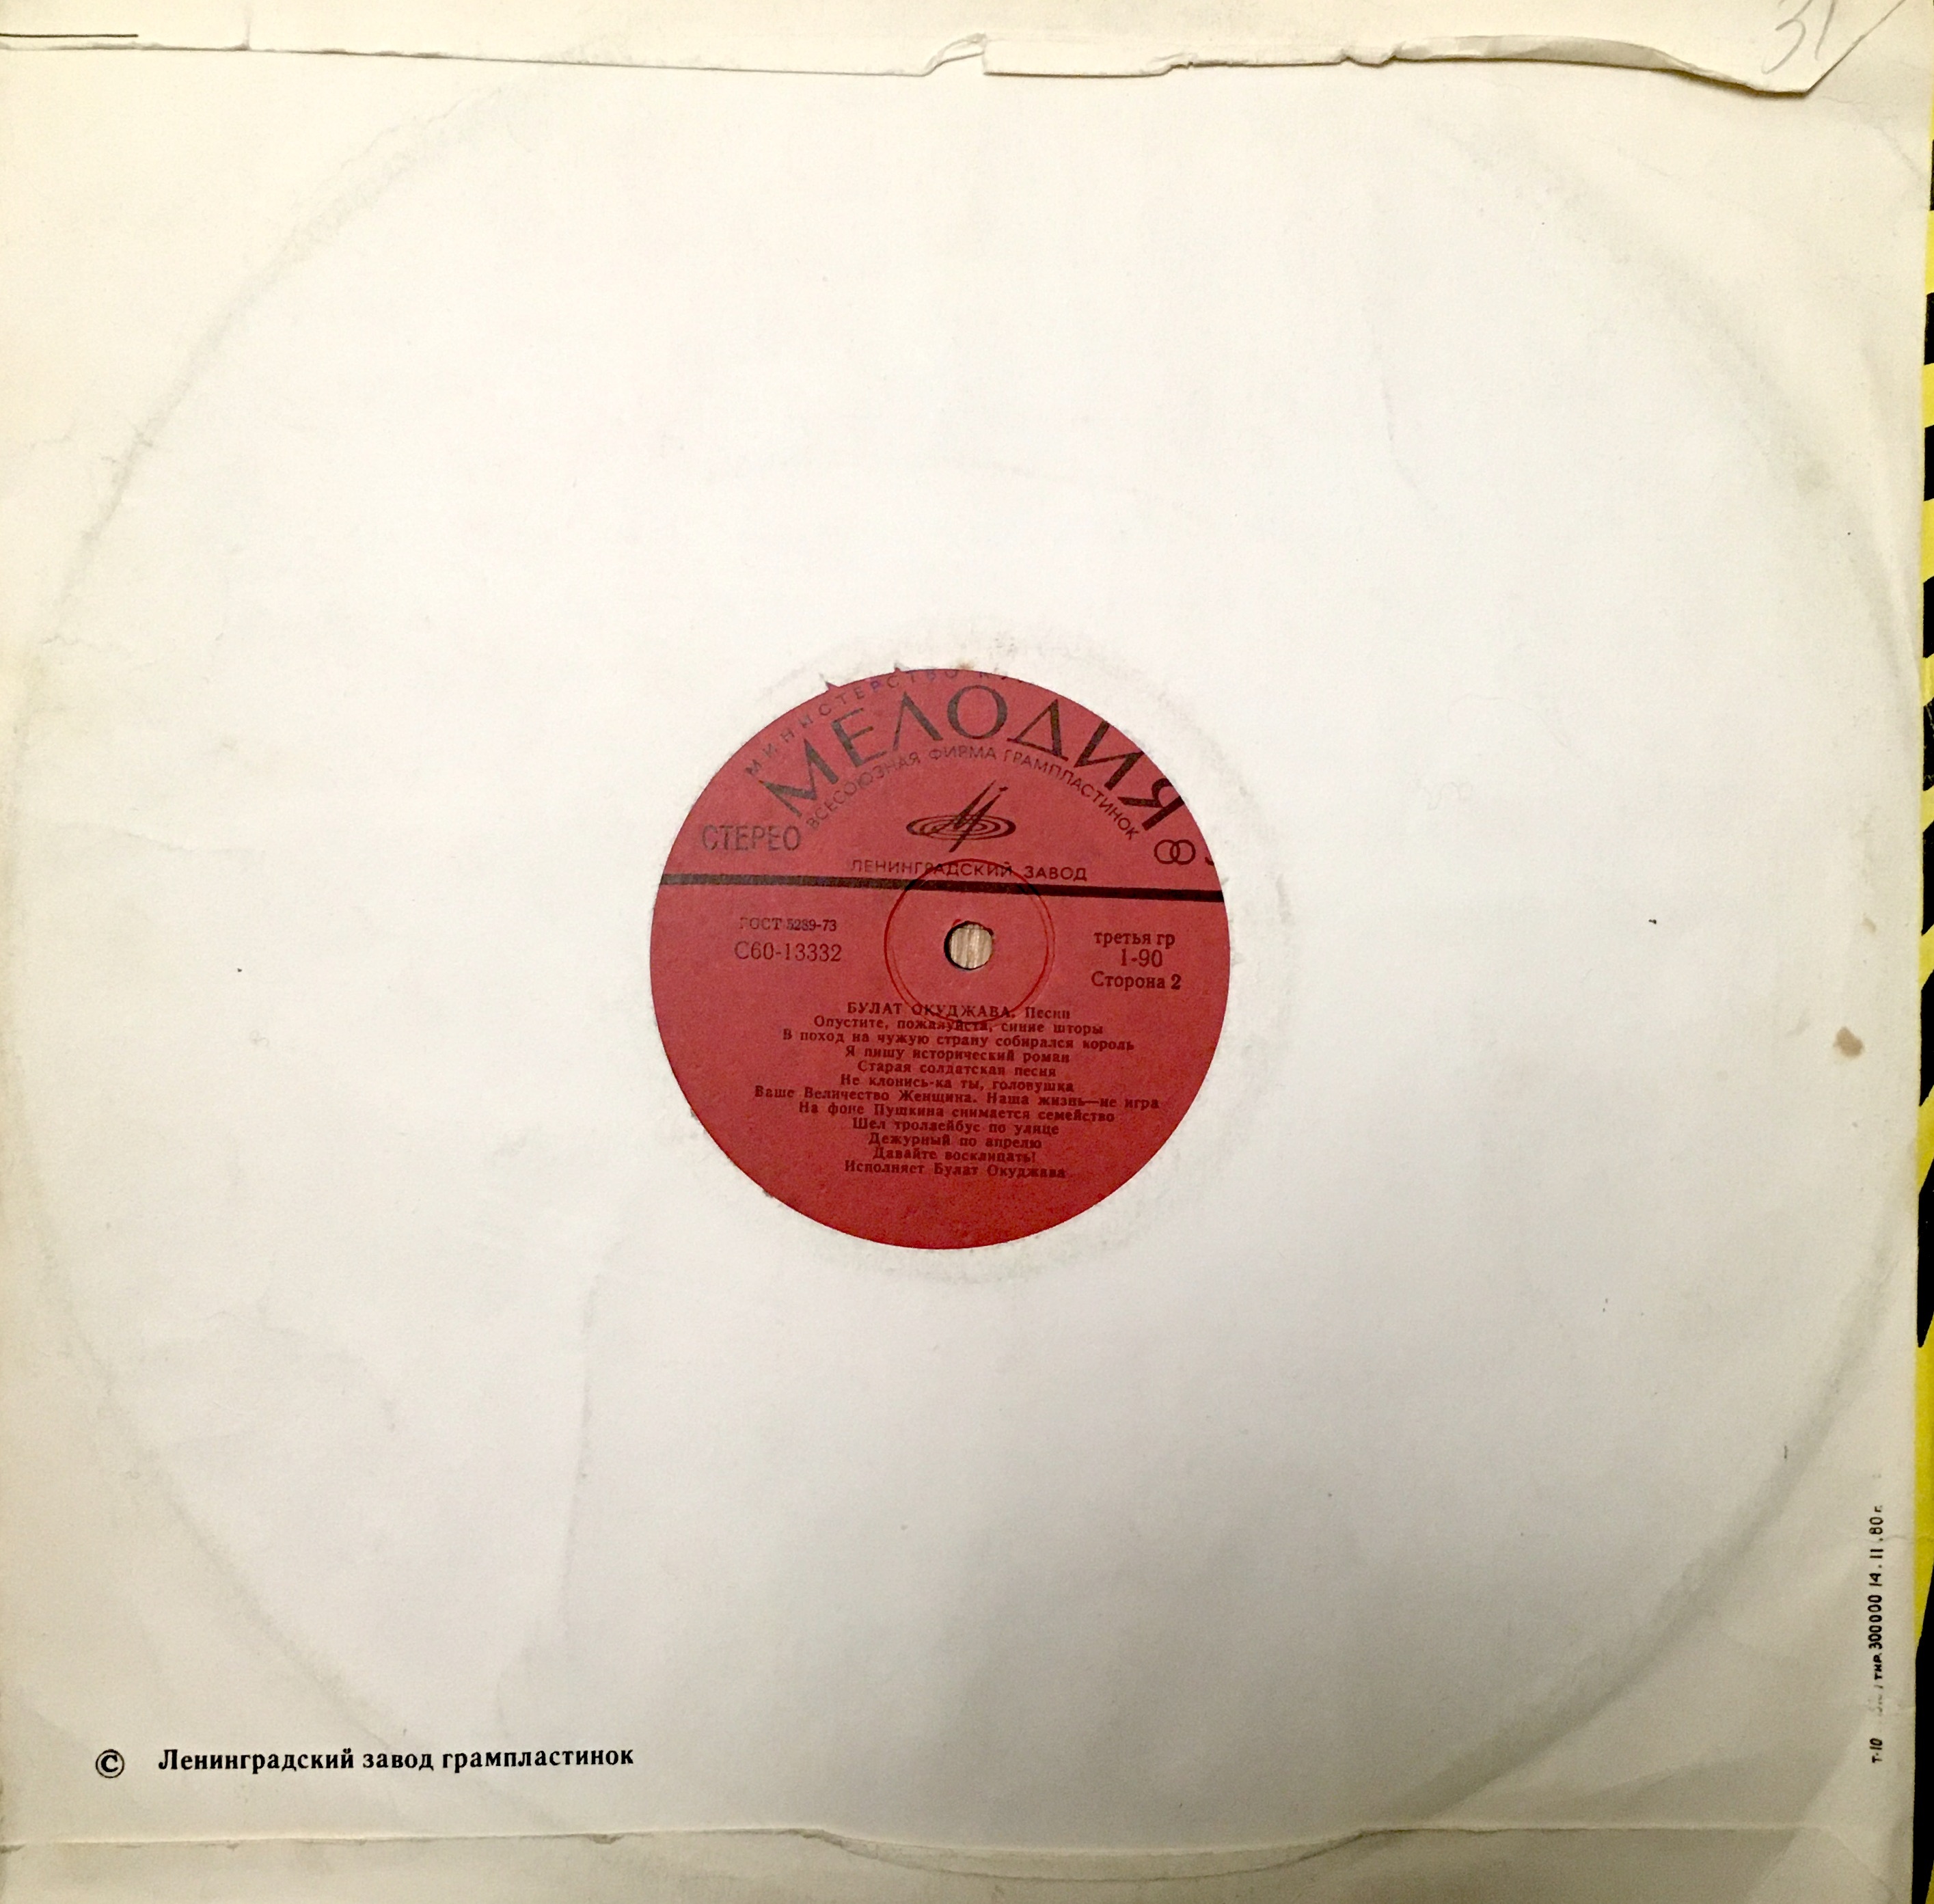 31
МИНИСТЕРСТВО
МЕЛОДИЯ
ВСЕСОЮЗНАЯ ФИРМА ГРАМПЛАСТИНОК
СТЕРЕО
ЛЕНИНГРАДСКИЙ ЗАВОД
ГОСТ 5289-73
С60-13332
третья гр
1-90
Сторона 2
БУЛАТ ОКУДЖАВА. Песни
Опустите, пожалуйста, синие шторы
В поход на чужую страну собирался король
Я пишу исторический роман
Старая солдатская песня
Не клонись-ка ты, головушка
Ваше Величество Женщина. Наша жизнь—не игра
На фоне Пушкина снимается семейство
Шел троллейбус по улице
Дежурный по апрелю
Давайте восклицать!
Исполняет Булат Окуджава
© Ленинградский завод грампластинок
Т-10 тир. 300000 14.11.80 г.